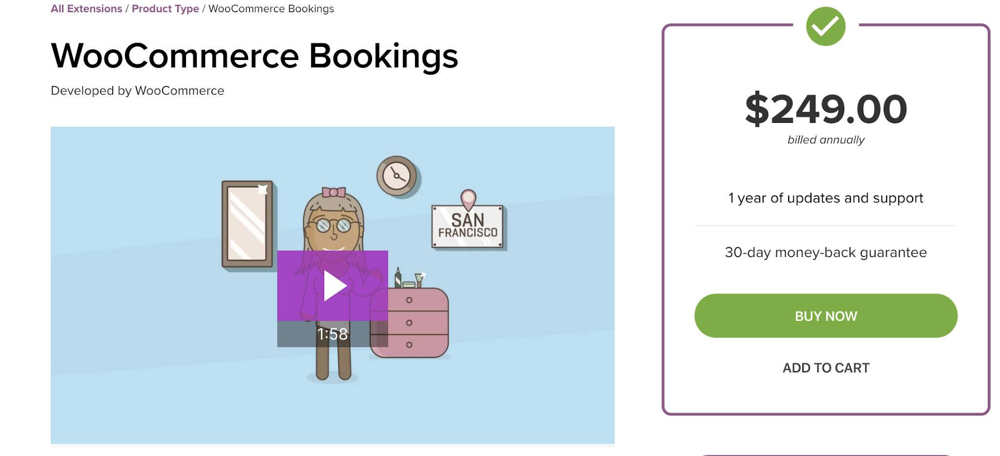 All Extensions / Product Type / WooCommerce Bookings
WooCommerce Bookings
Developed by WooCommerce
SAN
FRANCISCO
1:58
$249.00
billed annually
1 year of updates and support
30-day money-back guarantee
BUY NOW
ADD TO CART